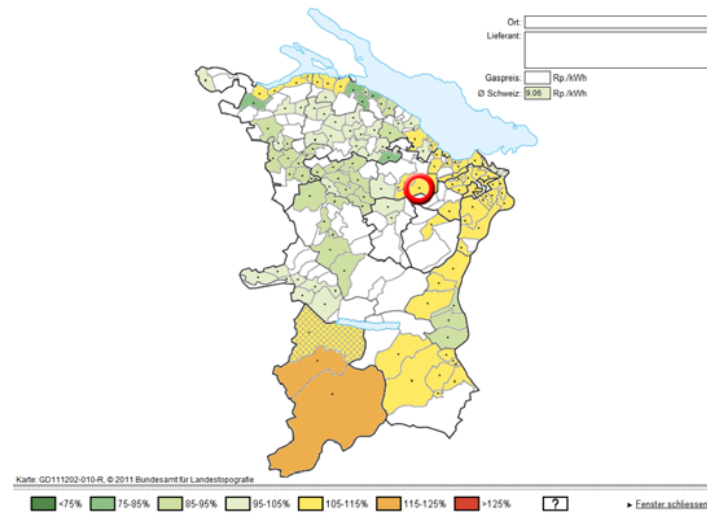 Ort:
Lieferant:
Gaspreis: Rp./kWh
Ø Schweiz: 9.06 Rp./kWh
Karte: GD111202-010-R, © 2011 Bundesamt für Landestopografie
<75% 75-85% 85-95% 95-105% 105-115% 115-125% >125% ? ► Fenster schliessen